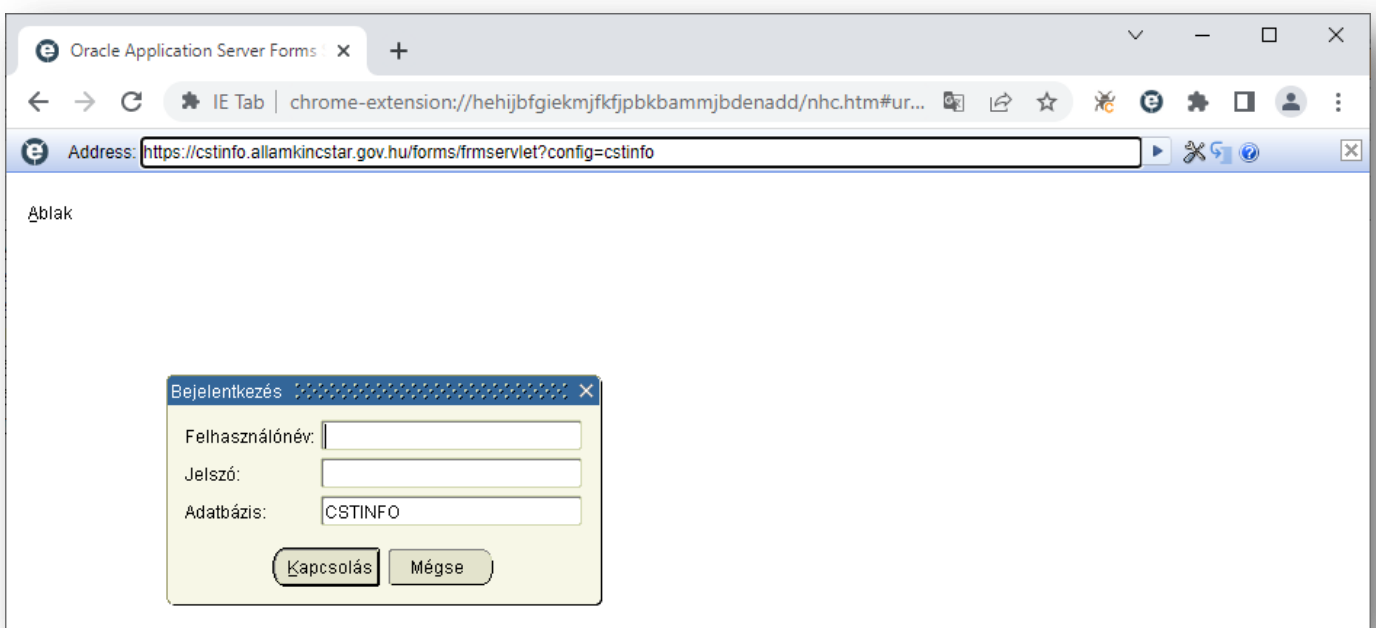 Oracle Application Server Forms S
IE Tab chrome-extension://hehijbfgiekmjfkfjpbkbammjbdenadd/nhc.htm#ur...
Address: https://cstinfo.allamkincstar.gov.hu/forms/frmservlet?config=cstinfo
Ablak
Bejelentkezés
Felhasználónév:
Jelszó:
Adatbázis: CSTINFO
Kapcsolás Mégse